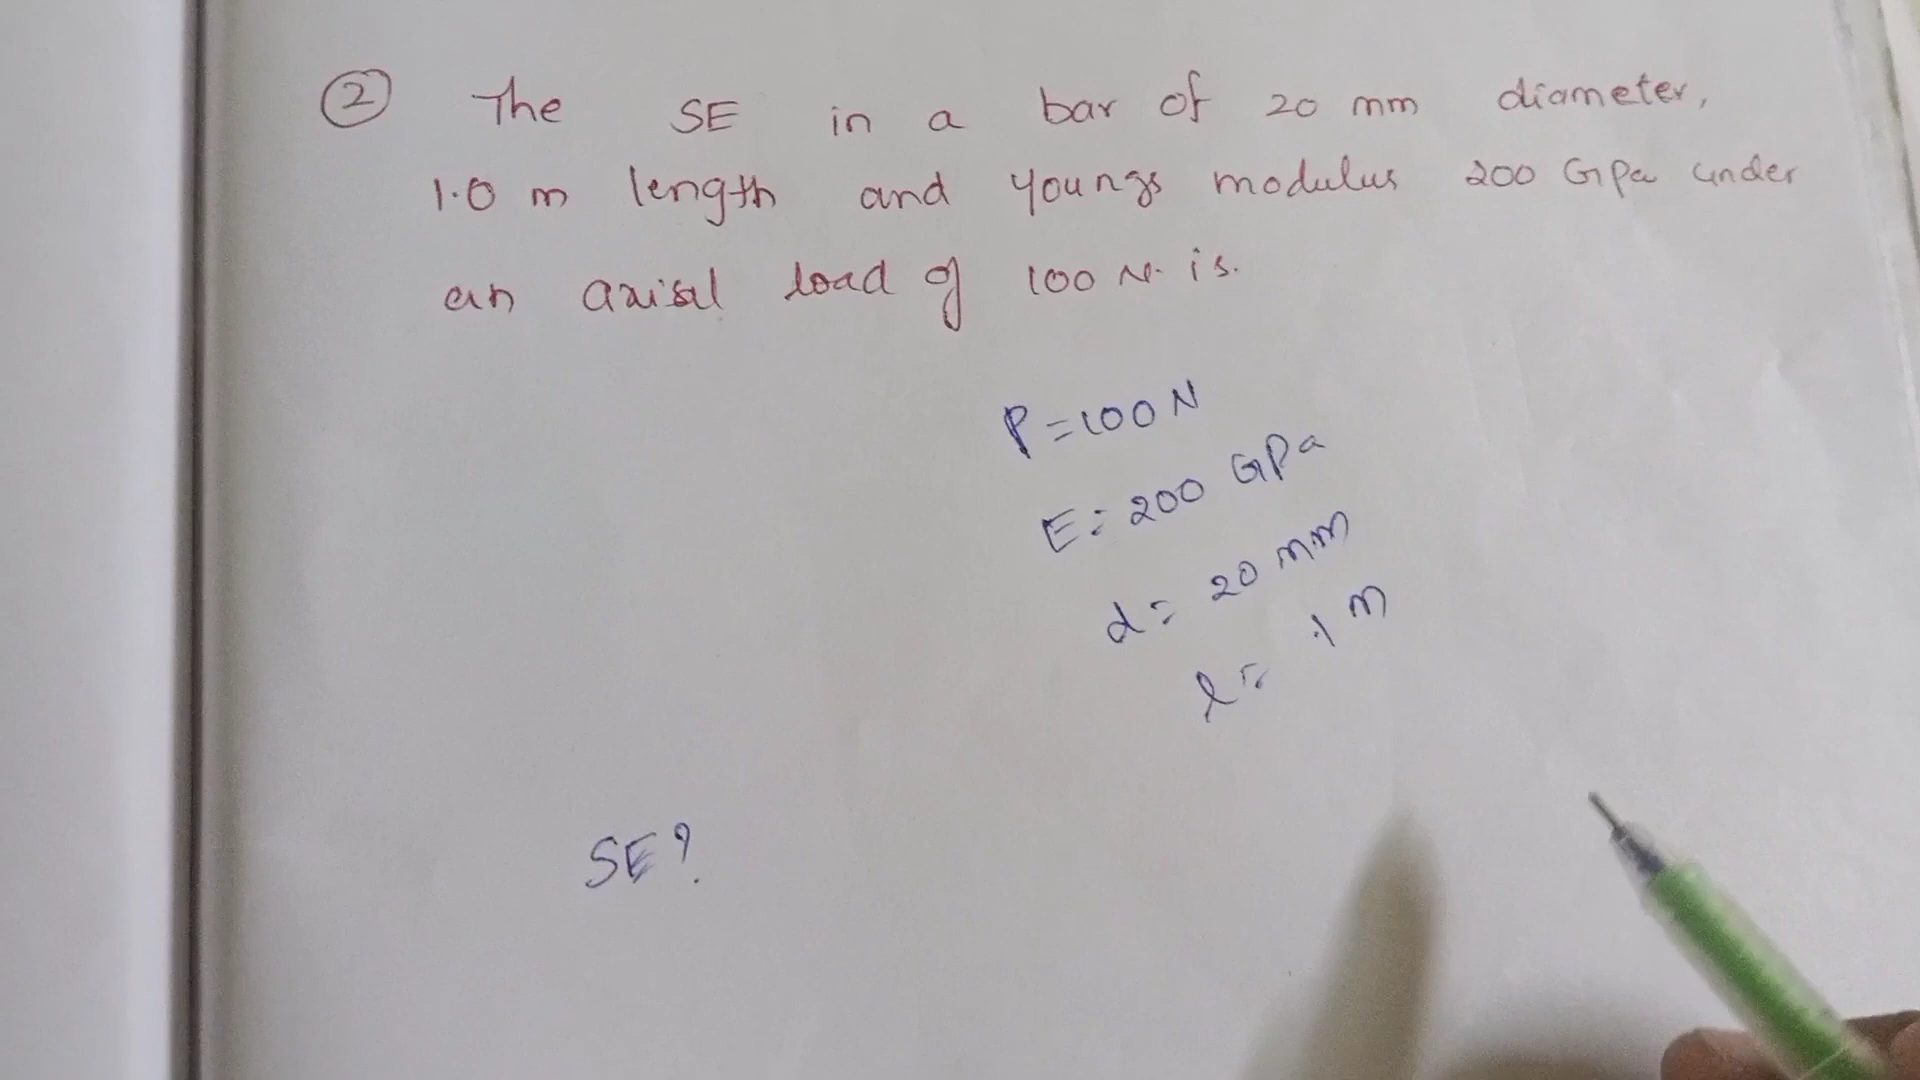 ② The SE in a bar of 20 mm diameter,
1.0 m length and youngs modulus 200 GPa under
an axial load of 100 N. is.
P=100 N
E= 200 GPa
d= 20 mm
l= 1 m
SE?